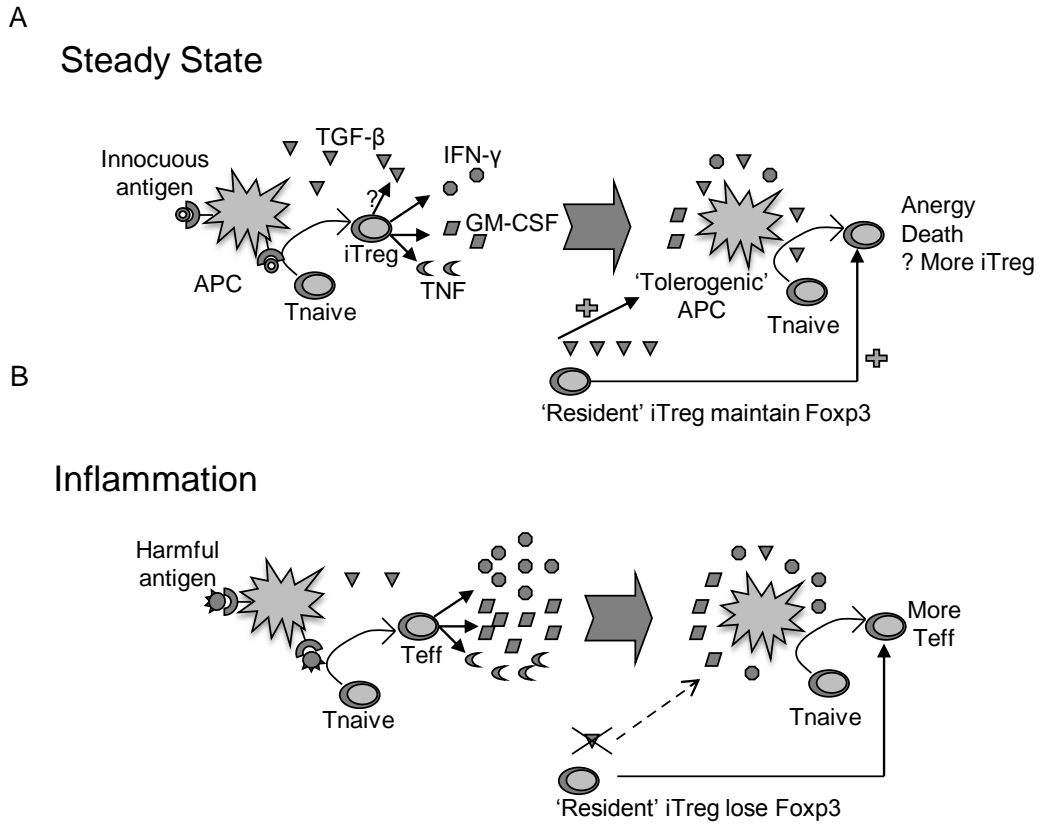 A
Steady State
TGF-β
IFN-γ
Innocuous
antigen
?
GM-CSF
iTreg
APC
Tnaive
TNF
'Tolerogenic'
APC
Tnaive
Anergy
Death
? More iTreg
'Resident' iTreg maintain Foxp3
B
Inflammation
Harmful
antigen
Teff
Tnaive
More
Teff
Tnaive
'Resident' iTreg lose Foxp3